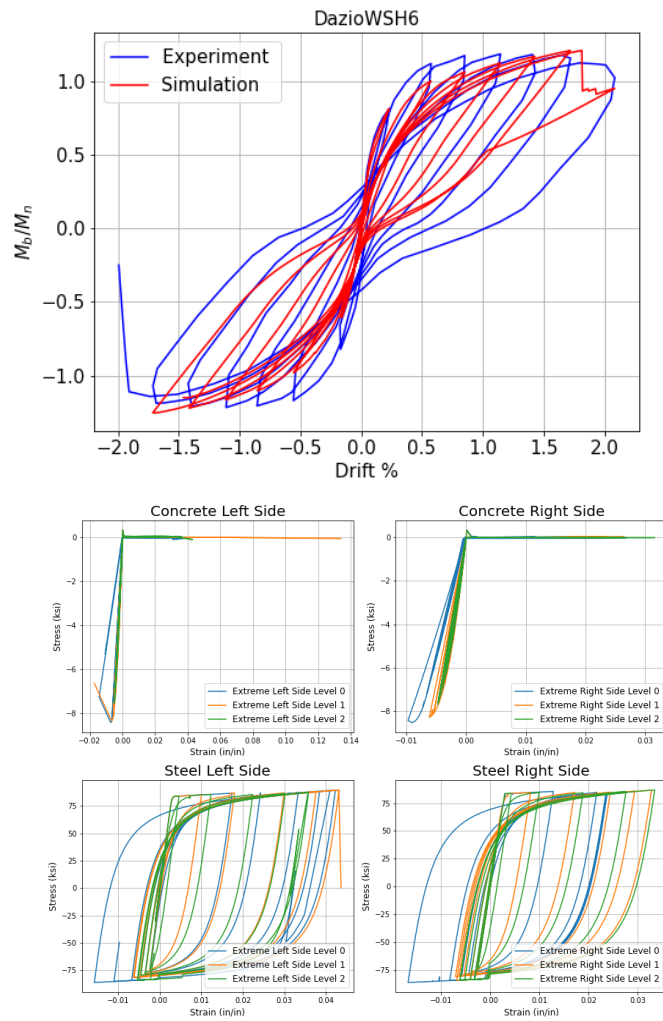 DazioWSH6
Experiment
Simulation
1.0
0.5
0.0
−0.5
−1.0
M_b/M_n
−2.0 −1.5 −1.0 −0.5 0.0 0.5 1.0 1.5 2.0
Drift %
Concrete Left Side
0
−2
−4
−6
−8
Stress (ksi)
Extreme Left Side Level 0
Extreme Left Side Level 1
Extreme Left Side Level 2
−0.02 0.00 0.02 0.04 0.06 0.08 0.10 0.12 0.14
Strain (in/in)
Concrete Right Side
0
−2
−4
−6
−8
Stress (ksi)
Extreme Right Side Level 0
Extreme Right Side Level 1
Extreme Right Side Level 2
−0.01 0.00 0.01 0.02 0.03
Strain (in/in)
Steel Left Side
75
50
25
0
−25
−50
−75
Stress (ksi)
Extreme Left Side Level 0
Extreme Left Side Level 1
Extreme Left Side Level 2
−0.01 0.00 0.01 0.02 0.03 0.04
Strain (in/in)
Steel Right Side
75
50
25
0
−25
−50
−75
Stress (ksi)
Extreme Right Side Level 0
Extreme Right Side Level 1
Extreme Right Side Level 2
−0.01 0.00 0.01 0.02 0.03
Strain (in/in)